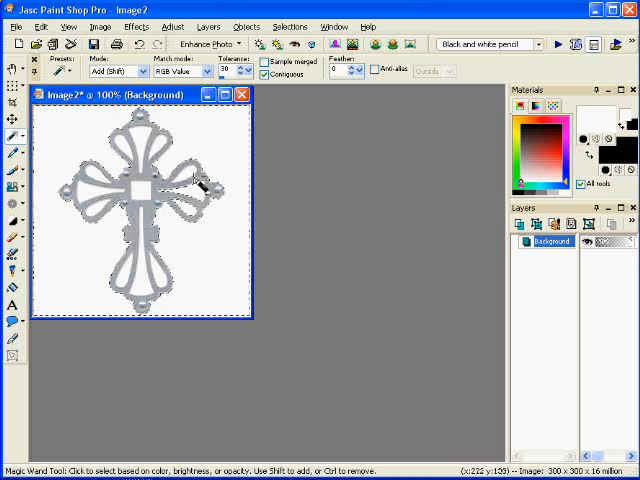 Jasc Paint Shop Pro - Image2
File Edit View Image Effects Adjust Layers Objects Selections Window Help
Enhance Photo
Black and white pencil
Presets:
Mode:
Match mode:
Tolerance:
Feather:
Add (Shift)
RGB Value
30
Sample merged
Contiguous
0
Anti-alias
Outside
Image2* @ 100% (Background)
Materials
All tools
Layers
Background
Magic Wand Tool: Click to select based on color, brightness, or opacity. Use Shift to add, or Ctrl to remove.
(x:222 y:139) -- Image: 300 x 300 x 16 million